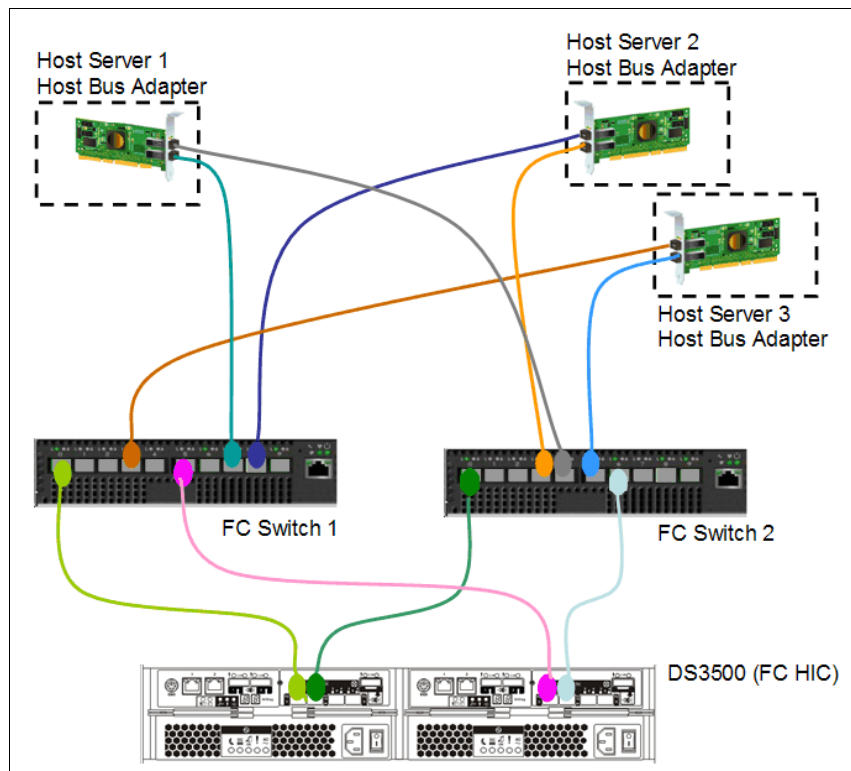 Host Server 1
Host Bus Adapter
Host Server 2
Host Bus Adapter
Host Server 3
Host Bus Adapter
FC Switch 1
FC Switch 2
DS3500 (FC HIC)